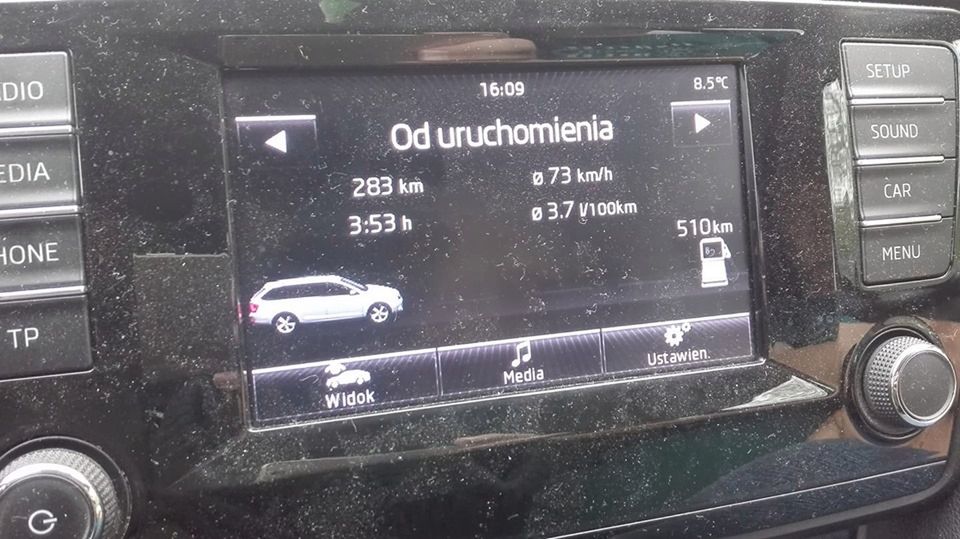 16:09
8.5°C
Od uruchomienia
283 km
ø 73 km/h
3:53 h
ø 3.7 l/100km
510km
Widok
Media
Ustawien.
DIO
EDIA
HONE
TP
SETUP
SOUND
CAR
MENU